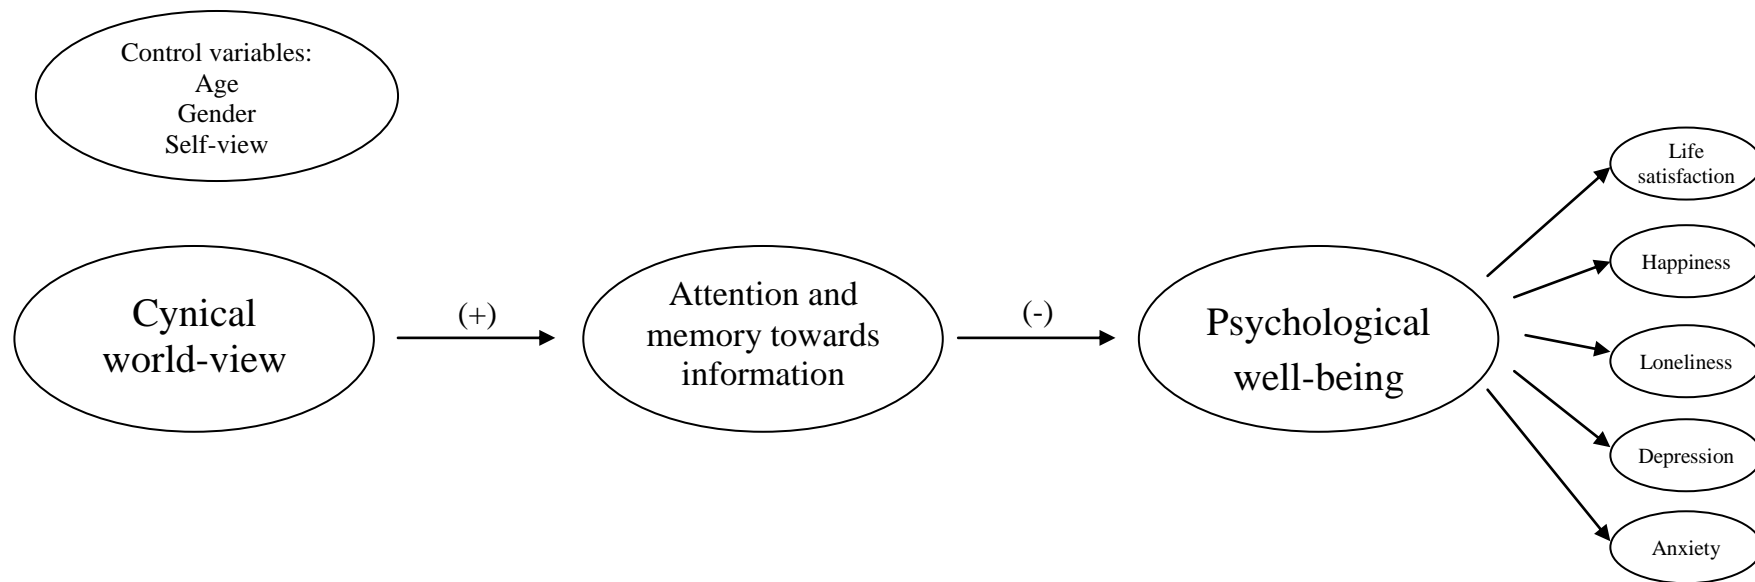 Control variables:
Age
Gender
Self-view
Cynical
world-view
(+)
Attention and
memory towards
information
(-)
Psychological
well-being
Life
satisfaction
Happiness
Loneliness
Depression
Anxiety